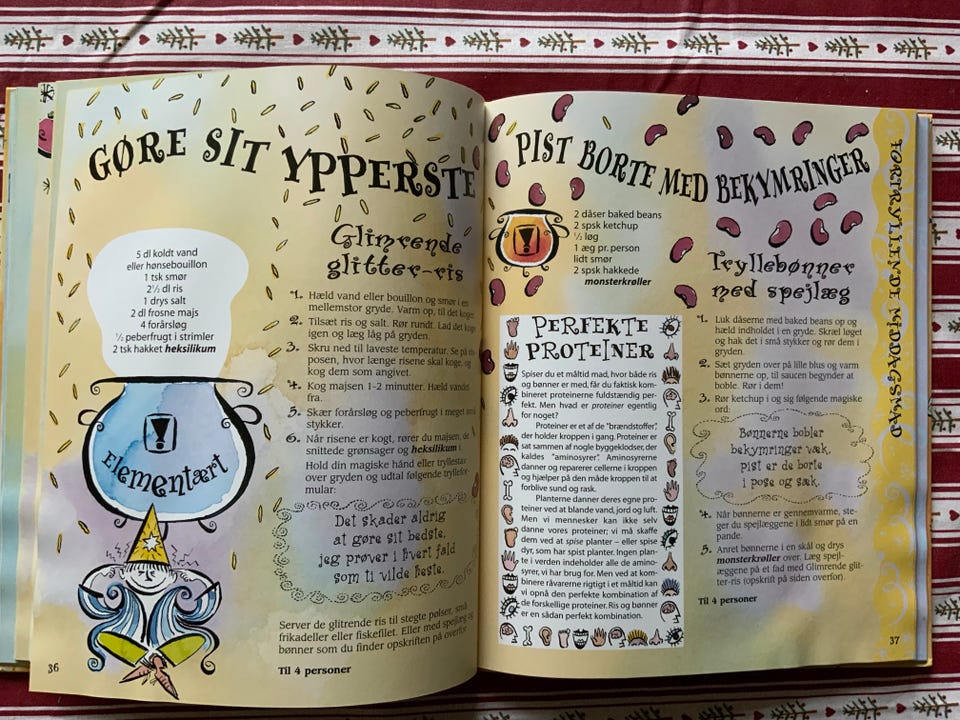 GØRE SIT YPPERSTE
5 dl koldt vand
eller hønsebouillon
1 tsk smør
2½ dl ris
1 drys salt
2 dl frosne majs
4 forårsløg
½ peberfrugt i strimler
2 tsk hakket heksilikum
Elementært
Glimrende
glitter-ris
1. Hæld vand eller bouillon og smør i en
mellemstor gryde. Varm op, til det koger.
2. Tilsæt ris og salt. Rør rundt. Lad det koge
igen og læg låg på gryden.
3. Skru ned til laveste temperatur. Se på
posen, hvor længe risene skal koge, og
kog dem som angivet.
4. Kog majsen 1-2 minutter. Hæld vandet
fra.
5. Skær forårsløg og peberfrugt i meget små
stykker.
6. Når risene er kogt, rører du majsen, de
snittede grønsager og heksilikum i.
Hold din magiske hånd eller tryllestav
over gryden og udtal følgende trylefor-
mular:
Det skader aldrig
at gøre sit bedste,
jeg prøver i hvert fald
som ti vilde heste.
Server de glitrende ris til stegte pølser, små
frikadeller eller fiskefilet. Eller med spejlæg og
bønner som du finder opskriften på overfor.
Til 4 personer
36
PIST BORTE MED BEKYMRINGER
2 dåser baked beans
2 spsk ketchup
½ løg
1 æg pr. person
lidt smør
2 spsk hakkede
monsterkrøller
Tryllebønner
med spejlæg
PERFEKTE
PROTEINER
Spiser du et måltid mad, hvor både ris
og bønner er med, får du faktisk kom-
bineret proteinerne fuldstændig per-
fekt. Men hvad er proteiner egentlig
for noget?
Proteiner er et af de "brændstoffer",
der holder kroppen i gang. Proteiner er
sat sammen af nogle byggeklodser, der
kaldes "aminosyrer". Aminosyrerne
danner og reparerer cellerne i kroppen
og hjælper på den måde kroppen til at
forblive sund og rask.
Planterne danner deres egne pro-
teiner ved at blande vand, jord og luft.
Men vi mennesker kan ikke selv
danne vores proteiner; vi må skaffe
dem ved at spise planter – eller spise
dyr, som har spist planter. Ingen plan-
te i verden indeholder alle de amino-
syrer, vi har brug for. Men ved at kom-
binere råvarerne rigtigt i et måltid kan
vi opnå den perfekte kombination af
de forskellige proteiner. Ris og bønner
er en sådan perfekt kombination.
1. Luk dåserne med baked beans op og
hæld indholdet i en gryde. Skræl løget
og hak det i små stykker og rør dem i
gryden.
2. Sæt gryden over på lille blus og varm
bønnerne op, til saucen begynder at
boble. Rør i dem!
3. Rør ketchup i og sig følgende magiske
ord:
Bønnerne bobler
bekymringer væk,
pist er de borte
i pose og sæk.
4. Når bønnerne er gennemvarme, ste-
ger du spejlæggene i lidt smør på en
pande.
5. Anret bønnerne i en skål og drys
monsterkrøller over. Læg spejl-
æggene på et fad med Glimrende glit-
ter-ris (opskrift på siden overfor).
Til 4 personer
37
FORTRYLLENDE MIDDAGSMAD